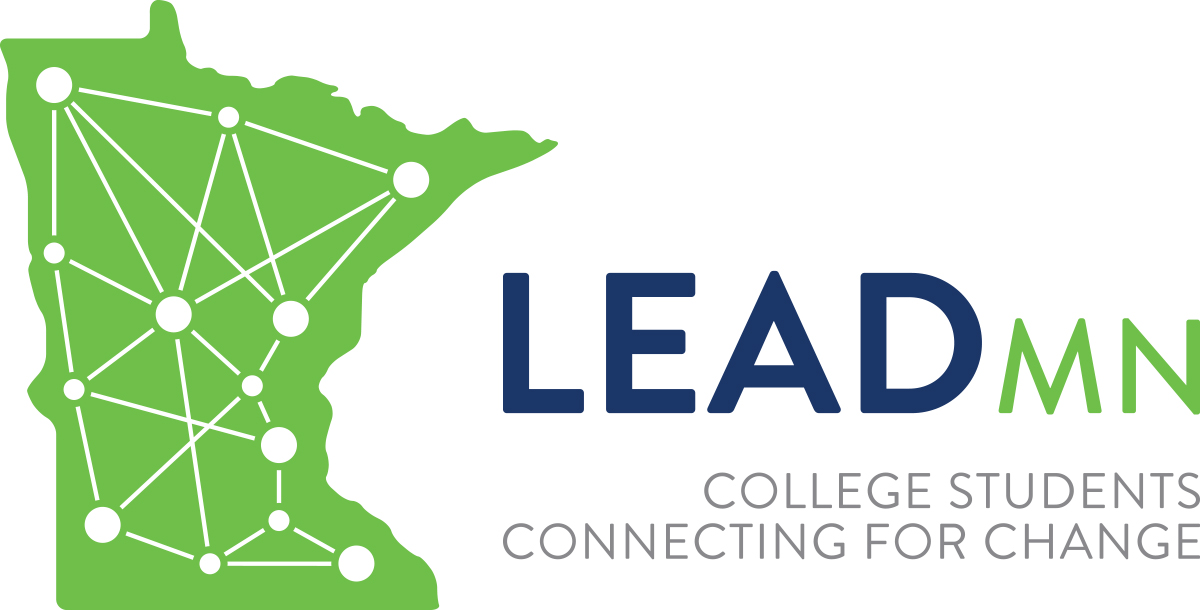 LEADMN
COLLEGE STUDENTS
CONNECTING FOR CHANGE